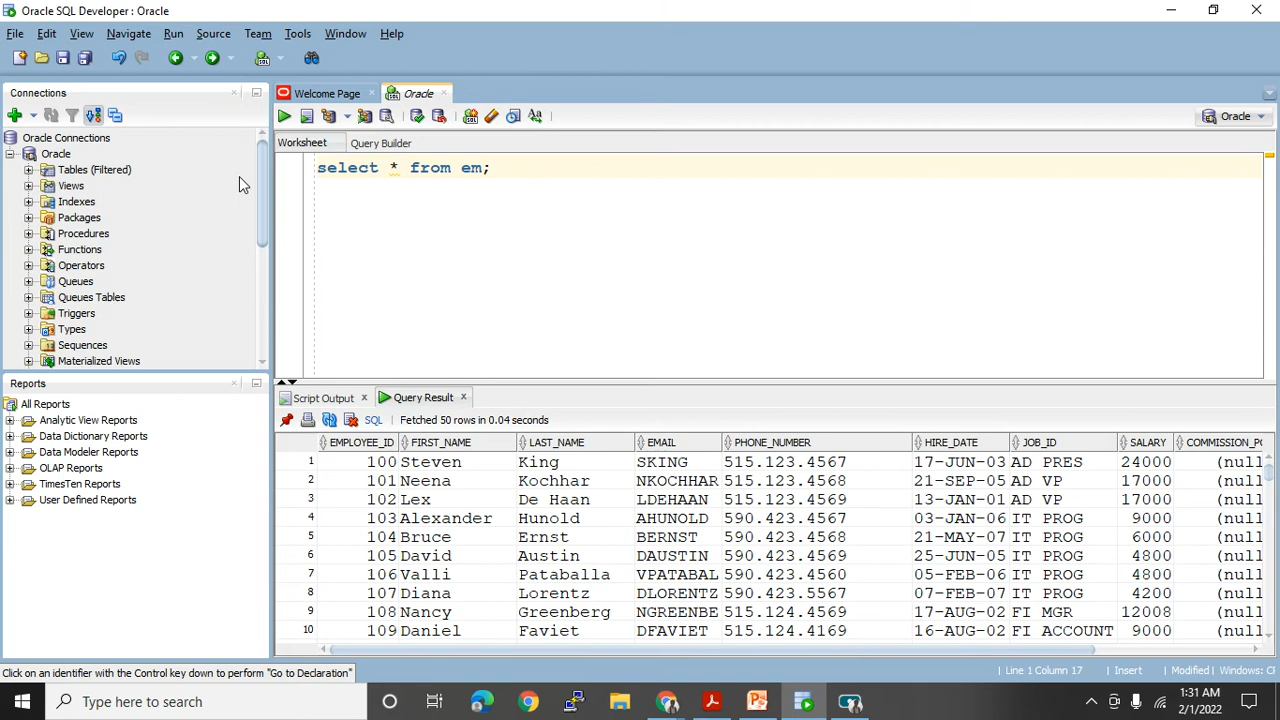 Oracle SQL Developer : Oracle
File Edit View Navigate Run Source Team Tools Window Help
Connections
Oracle Connections
Oracle
Tables (Filtered)
Views
Indexes
Packages
Procedures
Functions
Operators
Queues
Queues Tables
Triggers
Types
Sequences
Materialized Views
Reports
All Reports
Analytic View Reports
Data Dictionary Reports
Data Modeler Reports
OLAP Reports
TimesTen Reports
User Defined Reports
Welcome Page Oracle
Oracle
Worksheet Query Builder
select * from em;
Script Output Query Result
SQL Fetched 50 rows in 0.04 seconds
EMPLOYEE_ID FIRST_NAME LAST_NAME EMAIL PHONE_NUMBER HIRE_DATE JOB_ID SALARY
1 100 Steven King SKING 515.123.4567 17-JUN-03 AD_PRES 24000 (null
2 101 Neena Kochhar NKOCHHAR 515.123.4568 21-SEP-05 AD_VP 17000 (null
3 102 Lex De Haan LDEHAAN 515.123.4569 13-JAN-01 AD_VP 17000 (null
4 103 Alexander Hunold AHUNOLD 590.423.4567 03-JAN-06 IT_PROG 9000 (null
5 104 Bruce Ernst BERNST 590.423.4568 21-MAY-07 IT_PROG 6000 (null
6 105 David Austin DAUSTIN 590.423.4569 25-JUN-05 IT_PROG 4800 (null
7 106 Valli Pataballa VPATABAL 590.423.4560 05-FEB-06 IT_PROG 4800 (null
8 107 Diana Lorentz DLORENTZ 590.423.5567 07-FEB-07 IT_PROG 4200 (null
9 108 Nancy Greenberg NGREENBE 515.124.4569 17-AUG-02 FI_MGR 12008 (null
10 109 Daniel Faviet DFAVIET 515.124.4169 16-AUG-02 FI_ACCOUNT 9000 (null
Click on an identifier with the Control key down to perform "Go to Declaration"
Line 1 Column 17 Insert Modified Windows: CF
Type here to search
1:31 AM
2/1/2022